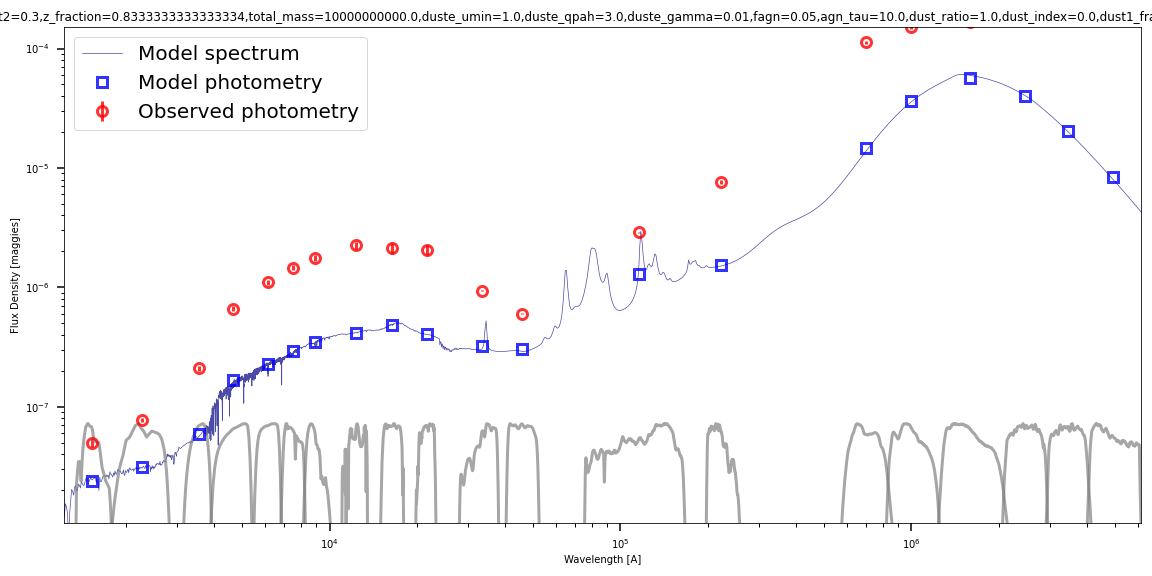 t2=0.3,z_fraction=0.8333333333333334,total_mass=10000000000.0,duste_umin=1.0,duste_qpah=3.0,duste_gamma=0.01,fagn=0.05,agn_tau=10.0,dust_ratio=1.0,dust_index=0.0,dust1_fra
Model spectrum
Model photometry
Observed photometry
10⁻⁴
10⁻⁵
10⁻⁶
10⁻⁷
Flux Density [maggies]
10⁴
10⁵
10⁶
Wavelength [A]